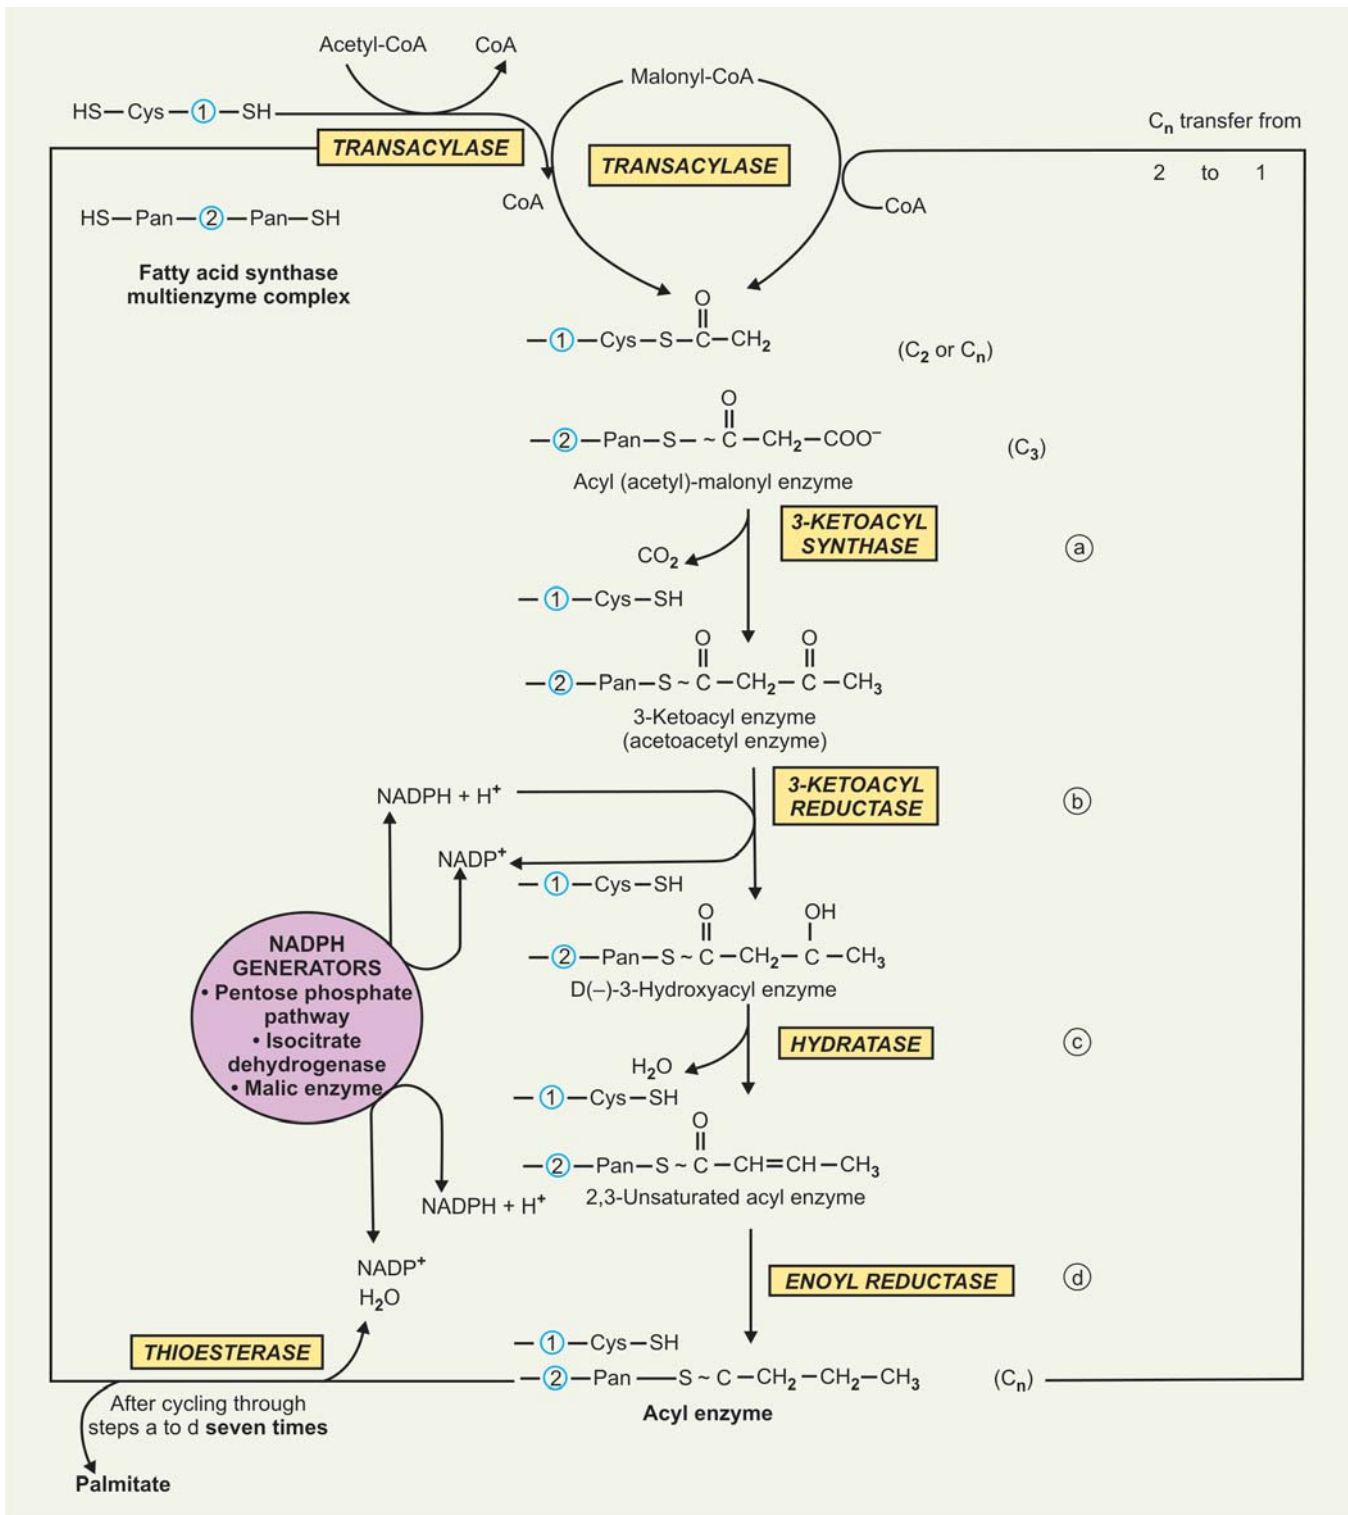 Acetyl-CoA
CoA
Malonyl-CoA
HS—Cys—①—SH
TRANSACYLASE
TRANSACYLASE
Cₙ transfer from
2 to 1
CoA
CoA
HS—Pan—②—Pan—SH
Fatty acid synthase
multienzyme complex
O
—①—Cys—S—C—CH₂
(C₂ or Cₙ)
O
—②—Pan—S—~C—CH₂—COO⁻
(C₃)
Acyl (acetyl)-malonyl enzyme
3-KETOACYL
SYNTHASE
ⓐ
CO₂
—①—Cys—SH
O O
—②—Pan—S~C—CH₂—C—CH₃
3-Ketoacyl enzyme
(acetoacetyl enzyme)
3-KETOACYL
REDUCTASE
ⓑ
NADPH + H⁺
NADP⁺
—①—Cys—SH
O OH
—②—Pan—S~C—CH₂—C—CH₃
D(–)-3-Hydroxyacyl enzyme
NADPH
GENERATORS
• Pentose phosphate
pathway
• Isocitrate
dehydrogenase
• Malic enzyme
HYDRATASE
ⓒ
H₂O
—①—Cys—SH
O
—②—Pan—S~C—CH=CH—CH₃
2,3-Unsaturated acyl enzyme
NADPH + H⁺
NADP⁺
H₂O
ENOYL REDUCTASE
ⓓ
THIOESTERASE
—①—Cys—SH
—②—Pan—S~C—CH₂—CH₂—CH₃
(Cₙ)
Acyl enzyme
After cycling through
steps a to d seven times
Palmitate